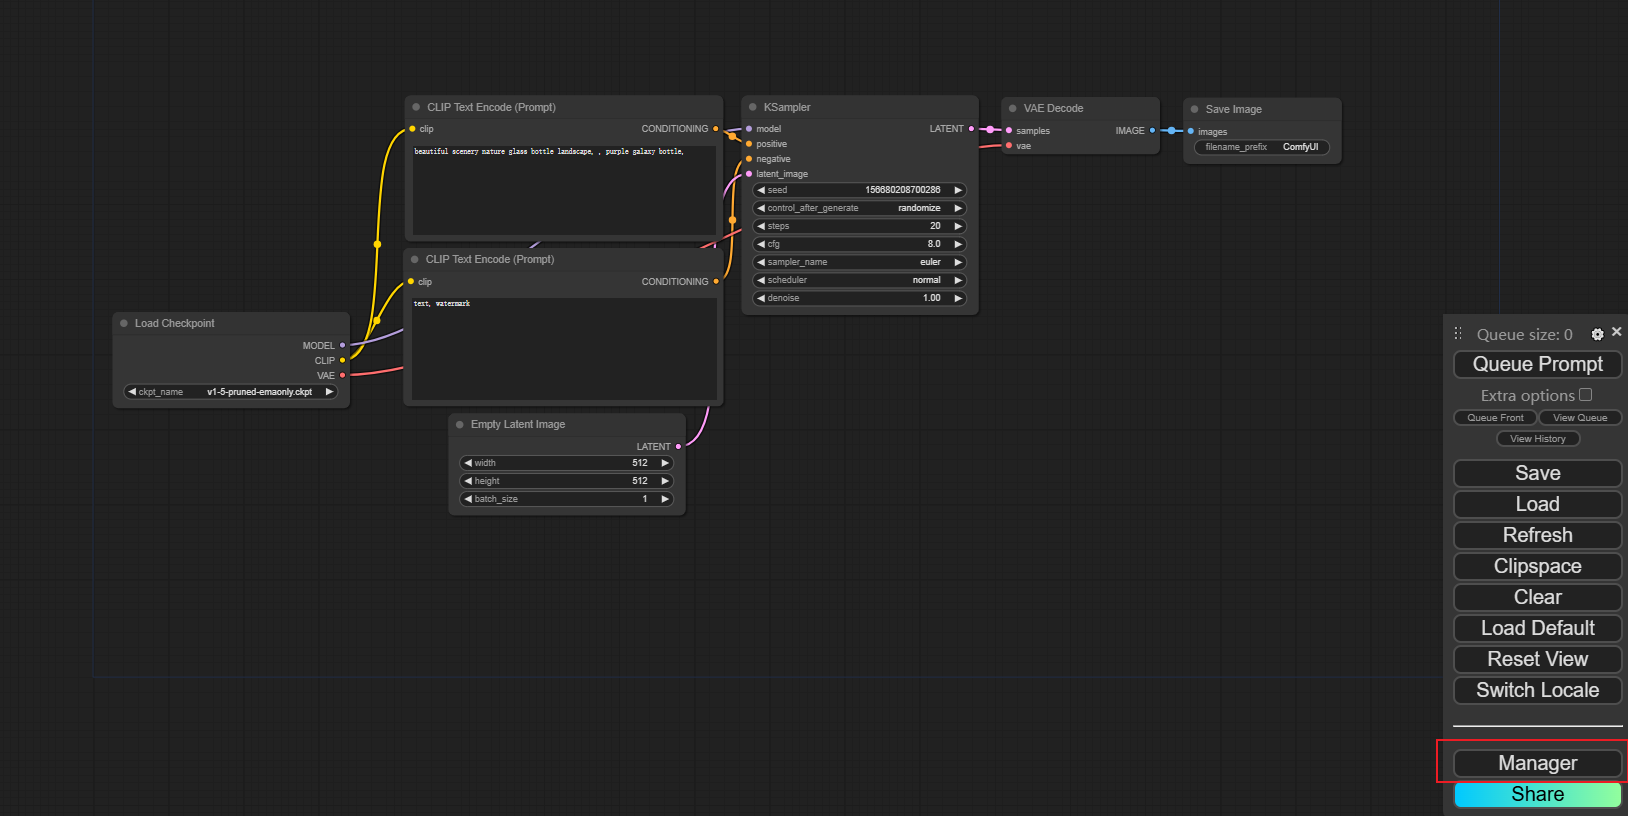 CLIP Text Encode (Prompt)
clip CONDITIONING
beautiful scenery nature glass bottle landscape, , purple galaxy bottle,
CLIP Text Encode (Prompt)
clip CONDITIONING
text, watermark
Load Checkpoint
MODEL
CLIP
VAE
ckpt_name v1-5-pruned-emaonly.ckpt
Empty Latent Image
LATENT
width 512
height 512
batch_size 1
KSampler
model LATENT
positive
negative
latent_image
seed 156680208700286
control_after_generate randomize
steps 20
cfg 8.0
sampler_name euler
scheduler normal
denoise 1.00
VAE Decode
samples IMAGE
vae
Save Image
images
filename_prefix ComfyUI
Queue size: 0
Queue Prompt
Extra options
Queue Front View Queue
View History
Save
Load
Refresh
Clipspace
Clear
Load Default
Reset View
Switch Locale
Manager
Share